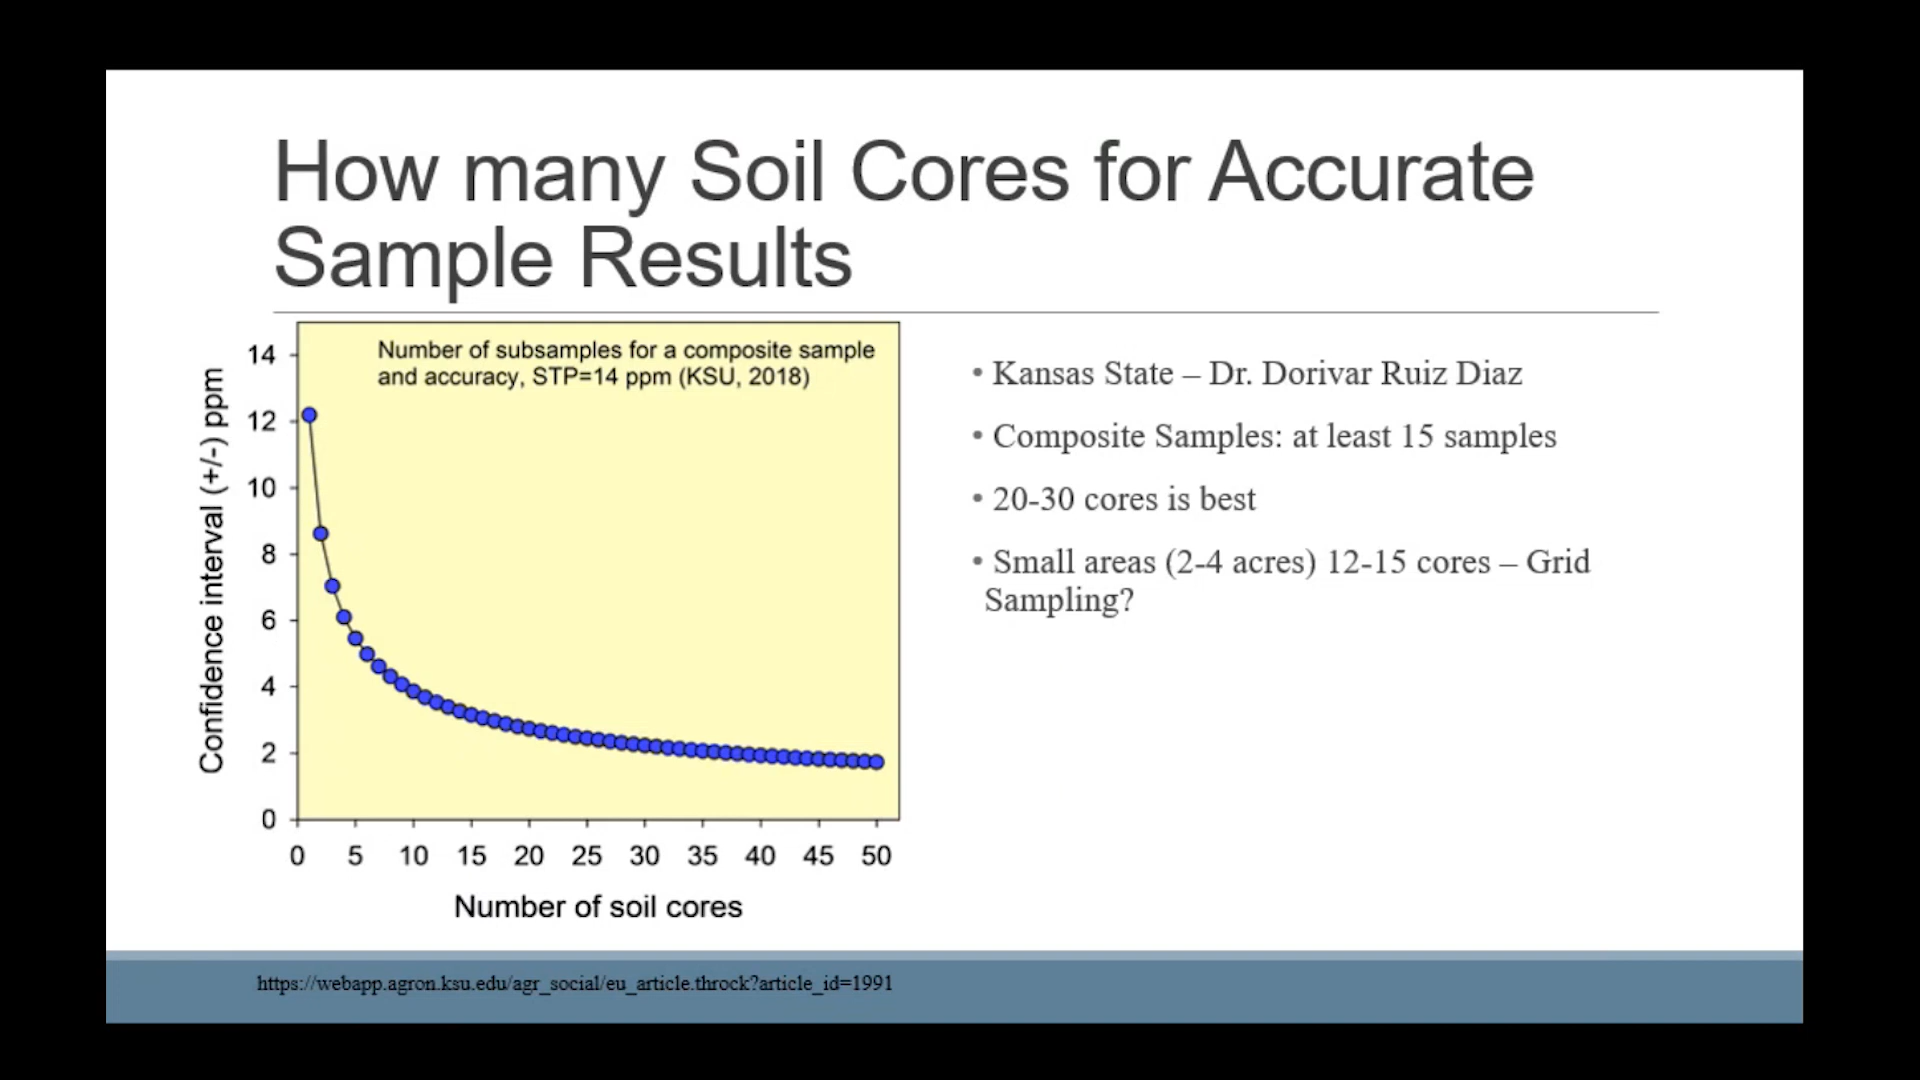 How many Soil Cores for Accurate
Sample Results
Number of subsamples for a composite sample
and accuracy, STP=14 ppm (KSU, 2018)
Confidence interval (+/-) ppm
14
12
10
8
6
4
2
0
0 5 10 15 20 25 30 35 40 45 50
Number of soil cores
• Kansas State – Dr. Dorivar Ruiz Diaz
• Composite Samples: at least 15 samples
• 20-30 cores is best
• Small areas (2-4 acres) 12-15 cores – Grid
Sampling?
https://webapp.agron.ksu.edu/agr_social/eu_article.throck?article_id=1991